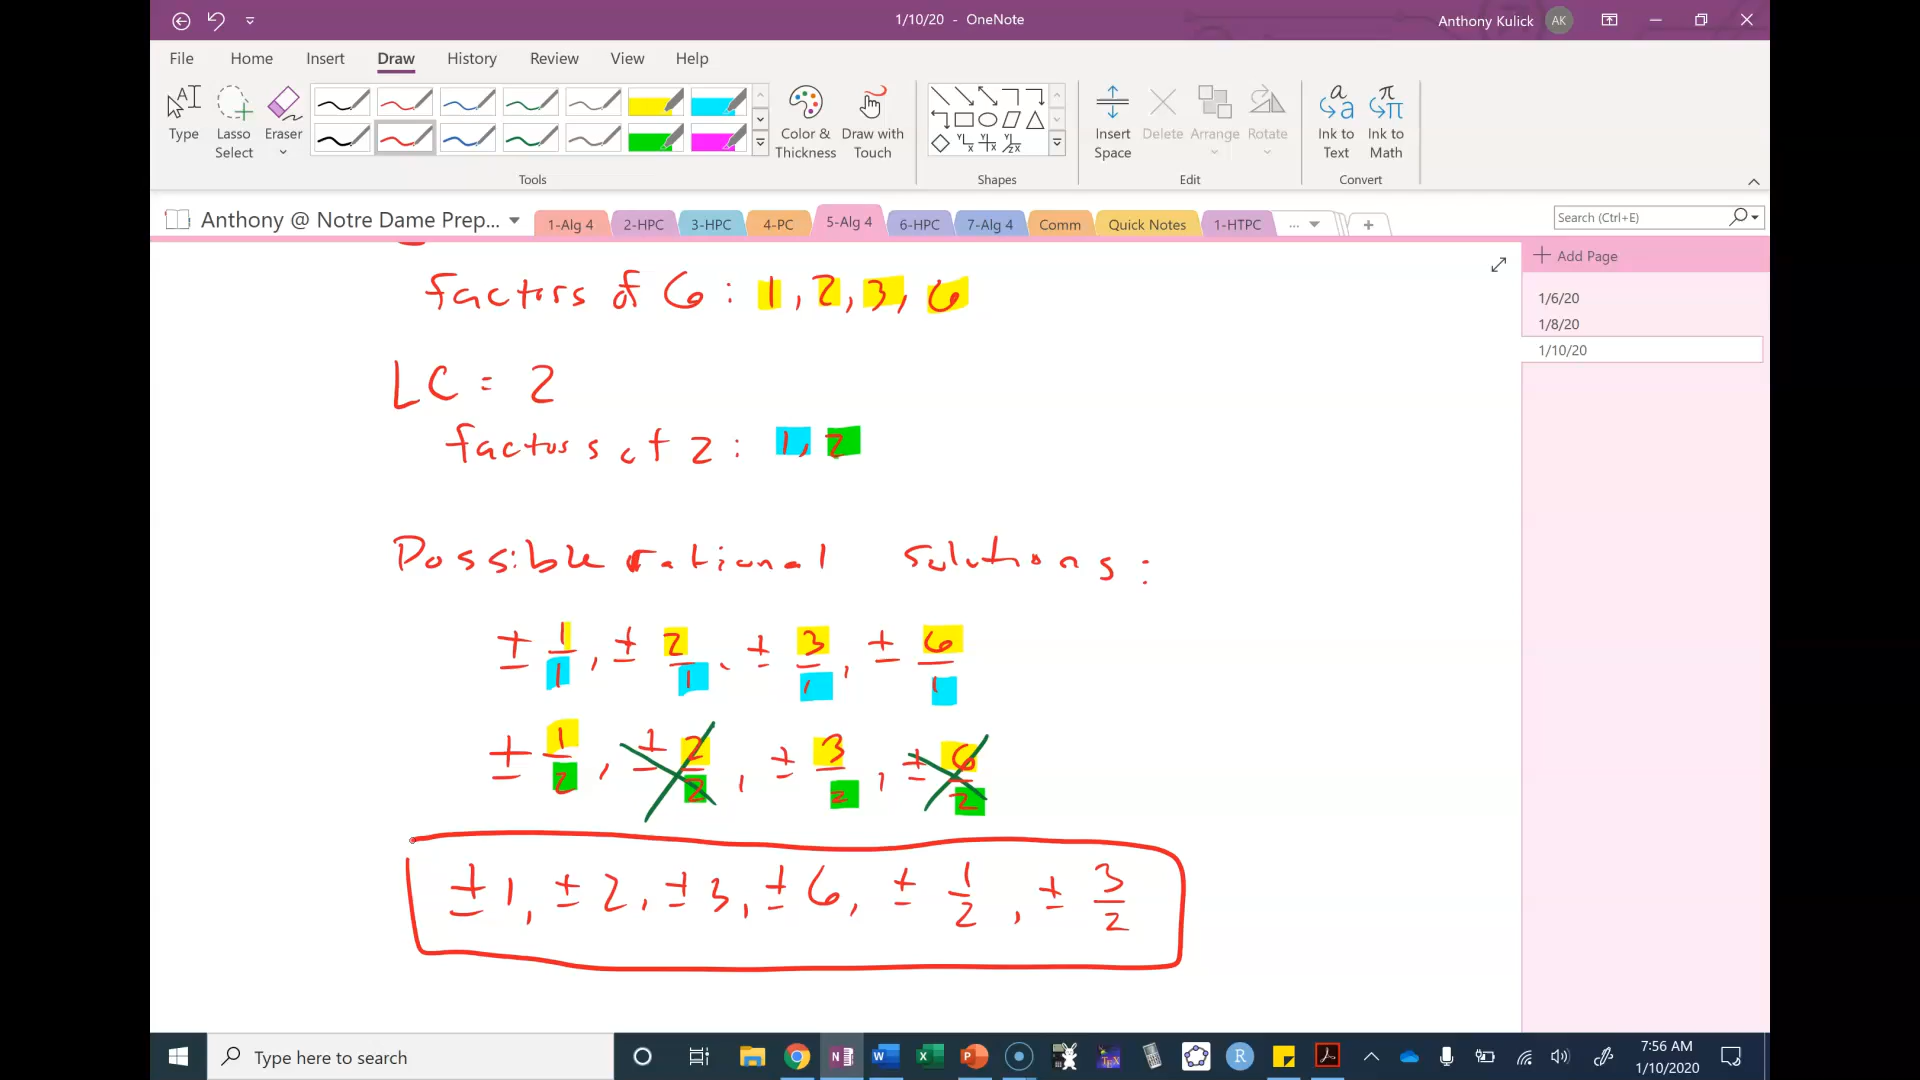 1/10/20 - OneNote
Anthony Kulick AK
File Home Insert Draw History Review View Help
Type Lasso Select Eraser
Color & Thickness Draw with Touch
Insert Space Delete Arrange Rotate
Ink to Text Ink to Math
Tools Shapes Edit Convert
Anthony @ Notre Dame Prep... 1-Alg 4 2-HPC 3-HPC 4-PC 5-Alg 4 6-HPC 7-Alg 4 Comm Quick Notes 1-HTPC ... Search (Ctrl+E)
Add Page
1/6/20
1/8/20
1/10/20
factors of 6 : 1, 2, 3, 6
LC = 2
factors of 2 : 1, 2
Possible rational solutions :
± 1/1, ± 2/1, ± 3/1, ± 6/1
± 1/2, ± 2/2, ± 3/2, ± 6/2
± 1, ± 2, ± 3, ± 6, ± 1/2, ± 3/2
Type here to search
7:56 AM
1/10/2020